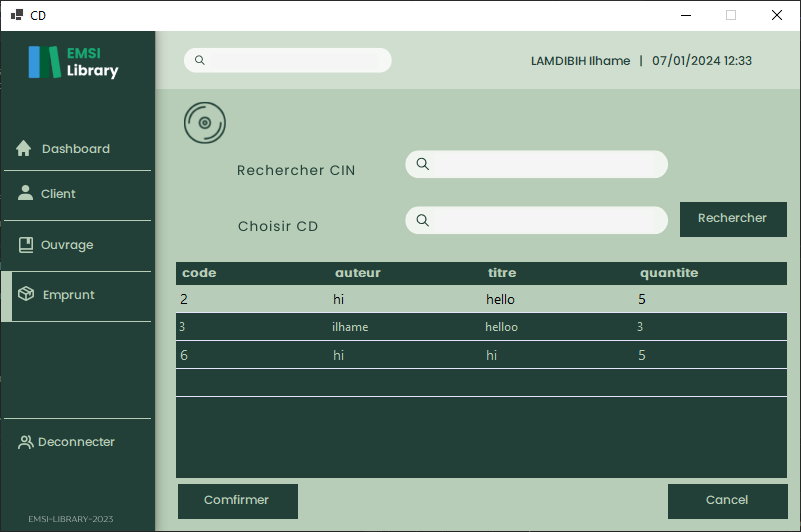 CD
EMSI
Library
LAMDIBIH Ilhame | 07/01/2024 12:33
Dashboard
Client
Ouvrage
Emprunt
Deconnecter
EMSI-LIBRARY-2023
Rechercher CIN
Choisir CD
Rechercher
code auteur titre quantite
2 hi hello 5
3 ilhame helloo 3
6 hi hi 5
Comfirmer
Cancel